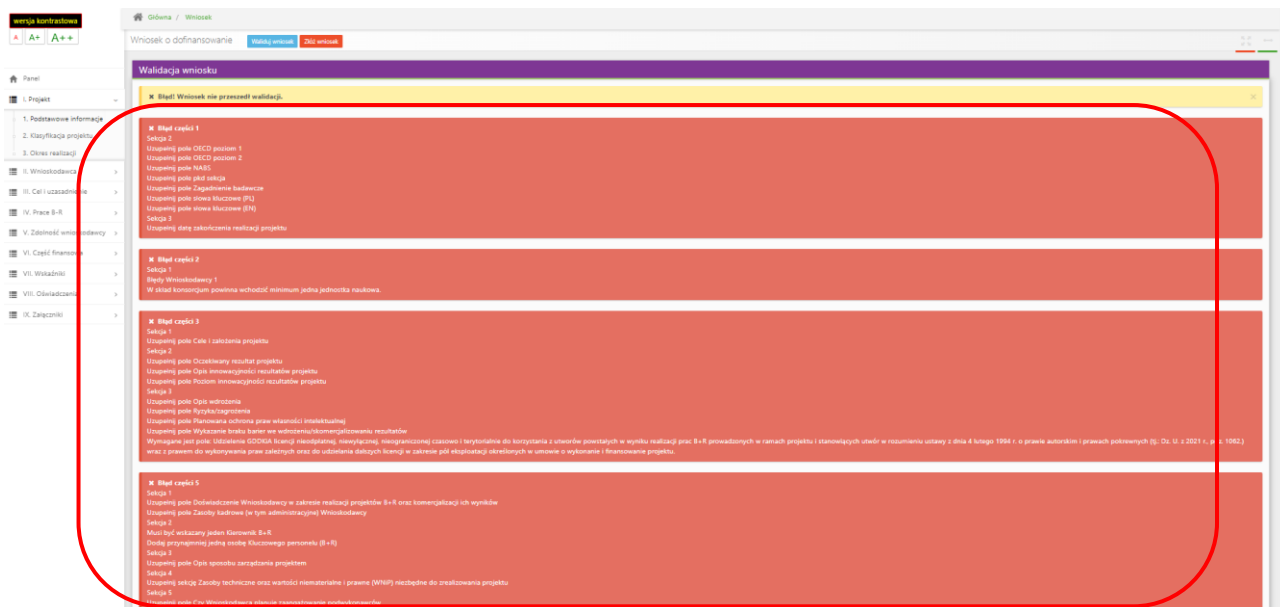 wersja kontrastowa
A A+ A++
Główna / Wniosek
Wniosek o dofinansowanie Waliduj wniosek Złóż wniosek
Panel
I. Projekt
1. Podstawowe informacje
2. Klasyfikacja projektu
3. Okres realizacji
II. Wnioskodawca
III. Cel i uzasadnienie
IV. Prace B-R
V. Zdolność wnioskodawcy
VI. Część finansowa
VII. Wskaźniki
VIII. Oświadczenia
IX. Załączniki
Walidacja wniosku
✖ Błąd! Wniosek nie przeszedł walidacji.
✖ Błąd części 1
Sekcja 2
Uzupełnij pole OECD poziom 1
Uzupełnij pole OECD poziom 2
Uzupełnij pole NABS
Uzupełnij pole pkd sekcja
Uzupełnij pole Zagadnienie badawcze
Uzupełnij pole słowa kluczowe (PL)
Uzupełnij pole słowa kluczowe (EN)
Sekcja 3
Uzupełnij datę zakończenia realizacji projektu
✖ Błąd części 2
Sekcja 1
Błędy Wnioskodawcy 1
W skład konsorcjum powinna wchodzić minimum jedna jednostka naukowa.
✖ Błąd części 3
Sekcja 1
Uzupełnij pole Cele i założenia projektu
Sekcja 2
Uzupełnij pole Oczekiwany rezultat projektu
Uzupełnij pole Opis innowacyjności rezultatów projektu
Uzupełnij pole Poziom innowacyjności rezultatów projektu
Sekcja 3
Uzupełnij pole Opis wdrożenia
Uzupełnij pole Ryzyka/zagrożenia
Uzupełnij pole Planowana ochrona praw własności intelektualnej
Uzupełnij pole Wykazanie braku barier we wdrożeniu/skomercjalizowaniu rezultatów
Wymagane jest pole: Udzielenie GDDKIA licencji nieodpłatnej, niewyłącznej, nieograniczonej czasowo i terytorialnie do korzystania z utworów powstałych w wyniku realizacji prac B+R prowadzonych w ramach projektu i stanowiących utwór w rozumieniu ustawy z dnia 4 lutego 1994 r. o prawie autorskim i prawach pokrewnych (tj.: Dz. U. z 2021 r., poz. 1062.)
wraz z prawem do wykonywania praw zależnych oraz do udzielania dalszych licencji w zakresie pól eksploatacji określonych w umowie o wykonanie i finansowanie projektu.
✖ Błąd części 5
Sekcja 1
Uzupełnij pole Doświadczenie Wnioskodawcy w zakresie realizacji projektów B+R oraz komercjalizacji ich wyników
Uzupełnij pole Zasoby kadrowe (w tym administracyjne) Wnioskodawcy
Sekcja 2
Musi być wskazany jeden Kierownik B+R
Dodaj przynajmniej jedną osobę Kluczowego personelu (B+R)
Sekcja 3
Uzupełnij pole Opis sposobu zarządzania projektem
Sekcja 4
Uzupełnij sekcję Zasoby techniczne oraz wartości niematerialne i prawne (WNiP) niezbędne do zrealizowania projektu
Sekcja 5
Uzupełnij pole Czy Wnioskodawca planuje zaangażowanie podwykonawców